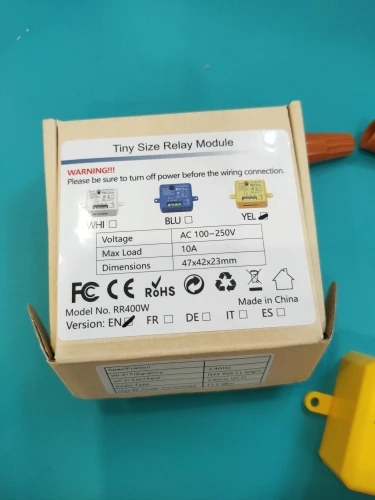 Tiny Size Relay Module
WARNING!!!
Please be sure to turn off power before the wiring connection.
WHI BLU YEL
Voltage AC 100~250V
Max Load 10A
Dimensions 47x42x23mm
FC CE RoHS
Made in China
Model No. RR400W
Version: EN FR DE IT ES